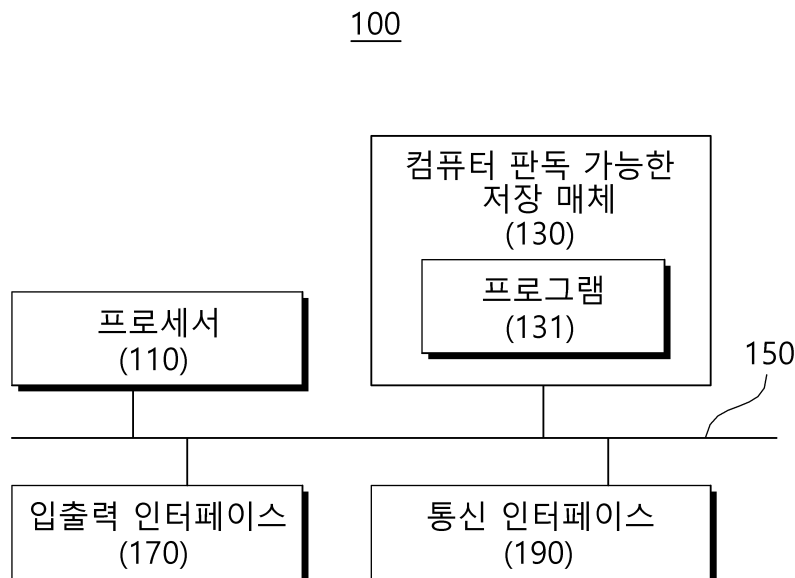 100
컴퓨터 판독 가능한
저장 매체
(130)
프로그램
(131)
프로세서
(110)
150
입출력 인터페이스
(170)
통신 인터페이스
(190)